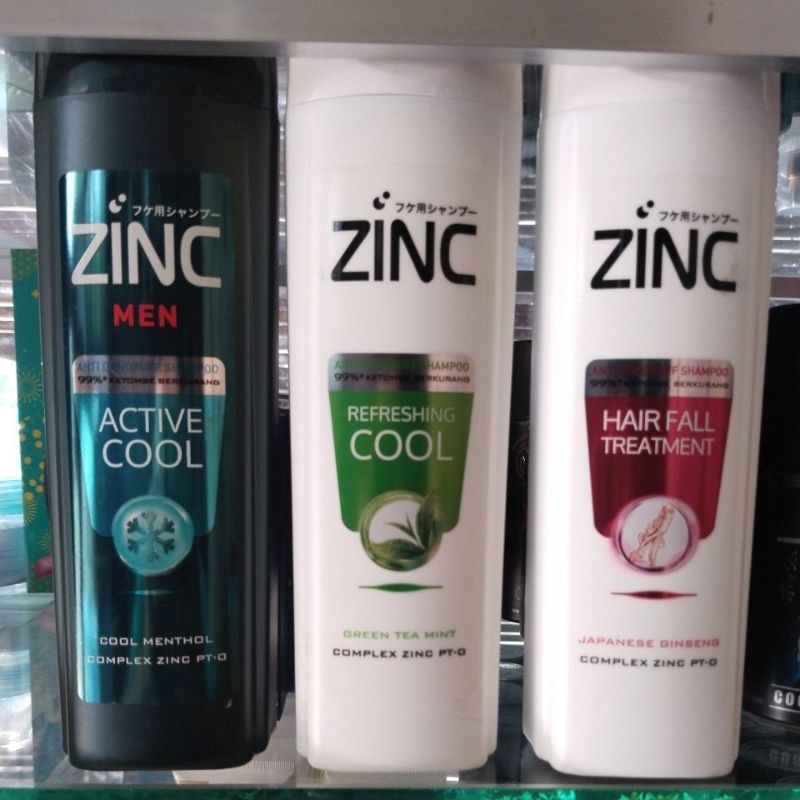 フケ用シャンプー
ZINC
MEN
ANTI DANDRUFF SHAMPOO
99%* KETOMBE BERKURANG
ACTIVE
COOL
COOL MENTHOL
COMPLEX ZINC PT-O
フケ用シャンプー
ZINC
ANTI DANDRUFF SHAMPOO
99%* KETOMBE BERKURANG
REFRESHING
COOL
GREEN TEA MINT
COMPLEX ZINC PT-O
フケ用シャンプー
ZINC
ANTI DANDRUFF SHAMPOO
99%* KETOMBE BERKURANG
HAIR FALL
TREATMENT
JAPANESE GINSENG
COMPLEX ZINC PT-O